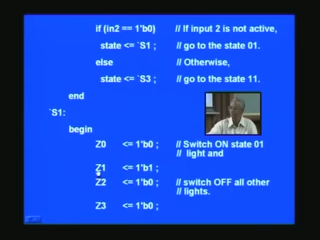 if (in2 == 1'b0) // If input 2 is not active,
state <= `S1 ; // go to the state 01.
else // Otherwise,
state <= `S3 ; // go to the state 11.
end
`S1:
begin
Z0 <= 1'b0 ; // Switch ON state 01
// light and
Z1 <= 1'b1 ;
Z2 <= 1'b0 ; // switch OFF all other
// lights.
Z3 <= 1'b0 ;